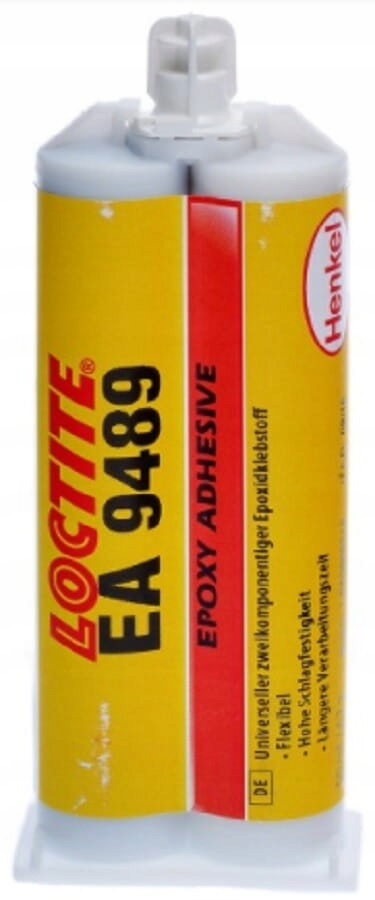 LOCTITE®
EA 9489
EPOXY ADHESIVE
Henkel
DE
Universeller zweikomponentiger Epoxidklebstoff
• Flexibel
• Hohe Schlagfestigkeit
• Längere Verarbeitungszeit